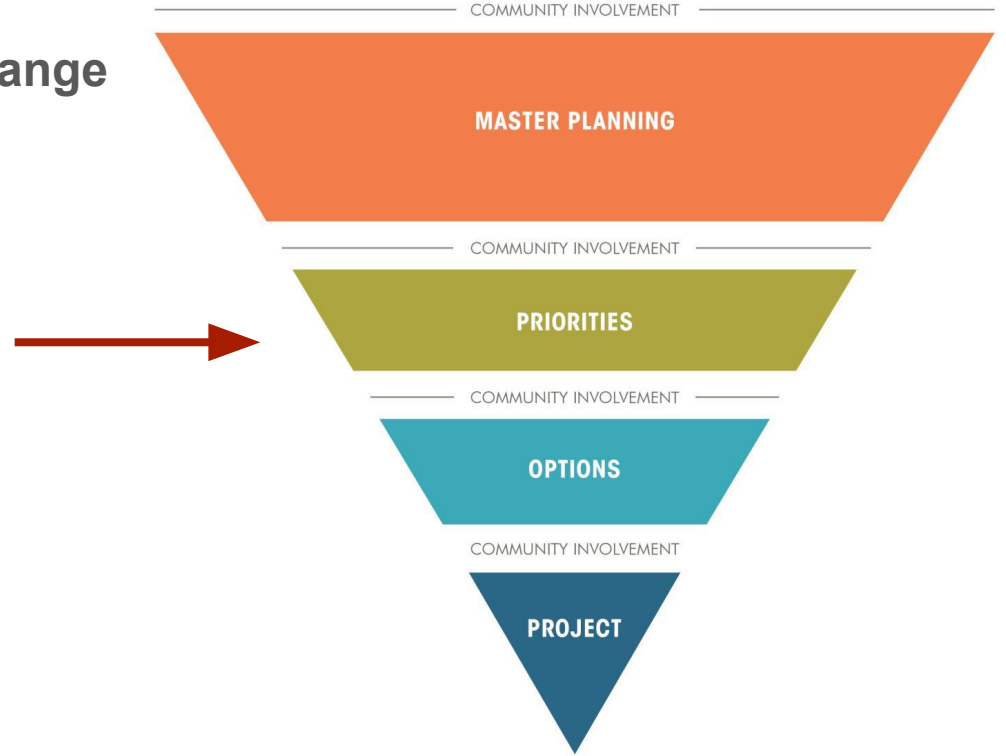 COMMUNITY INVOLVEMENT
ange
MASTER PLANNING
COMMUNITY INVOLVEMENT
PRIORITIES
COMMUNITY INVOLVEMENT
OPTIONS
COMMUNITY INVOLVEMENT
PROJECT